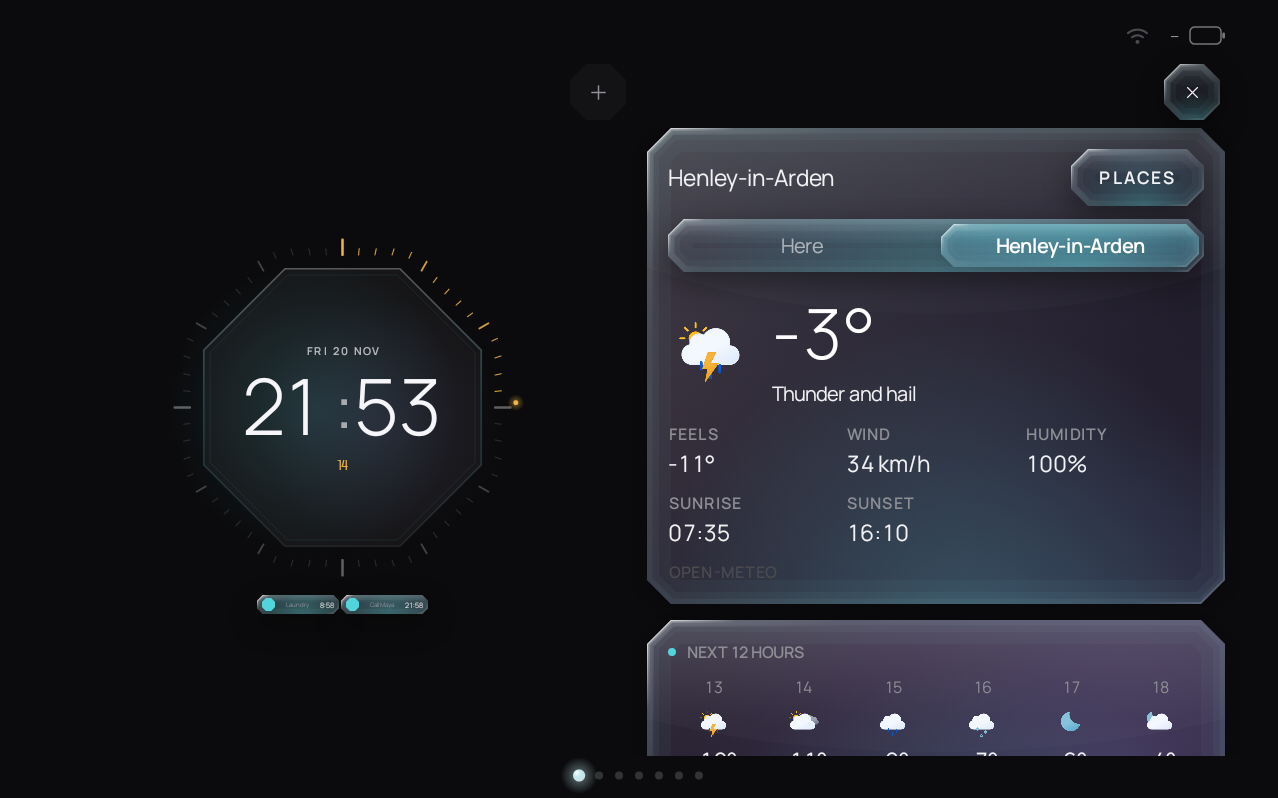 Henley-in-Arden
PLACES
Here
Henley-in-Arden
FRI 20 NOV
21:53
14
Laundry 8:58
21:58
-3°
Thunder and hail
FEELS
WIND
HUMIDITY
-11°
34 km/h
100%
SUNRISE
SUNSET
07:35
16:10
OPEN-METEO
NEXT 12 HOURS
13 14 15 16 17 18